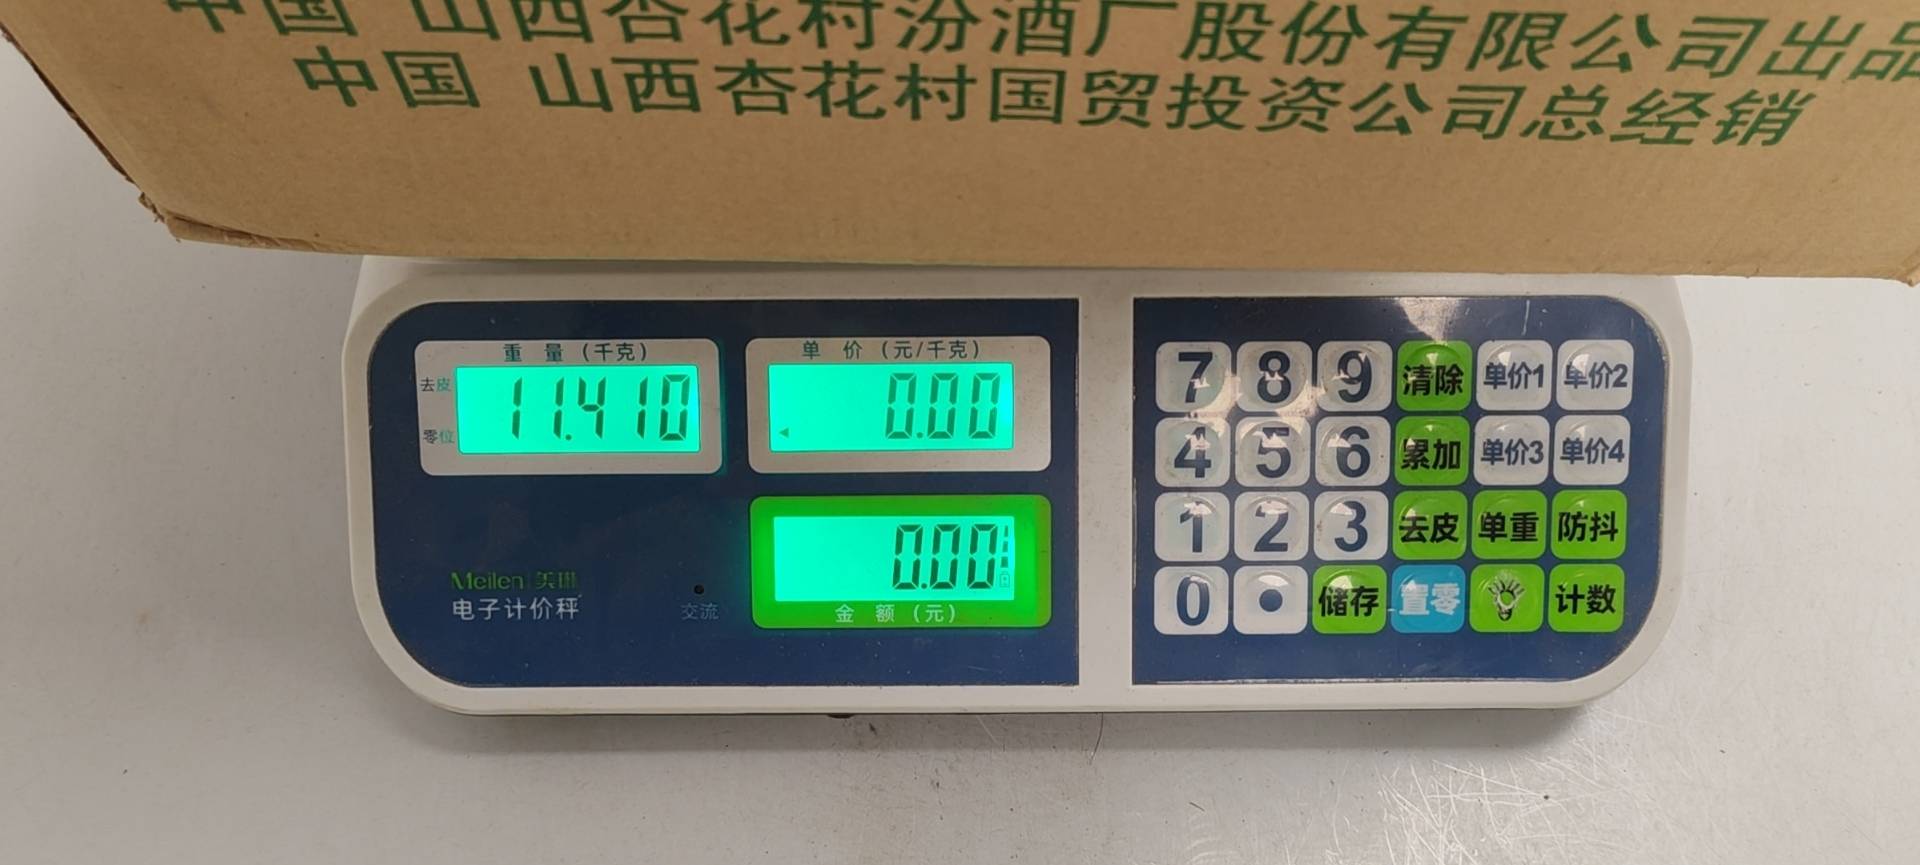 中国 山西杏花村汾酒厂股份有限公司出品
中国 山西杏花村国贸投资公司总经销
重 量 (千克)
单 价 (元/千克)
去皮
零位
11.410
0.00
0.00
金 额 (元)
Meilen 美琳
电子计价秤
交流
7 8 9 清除 单价1 单价2
4 5 6 累加 单价3 单价4
1 2 3 去皮 单重 防抖
0 • 储存 置零 计数